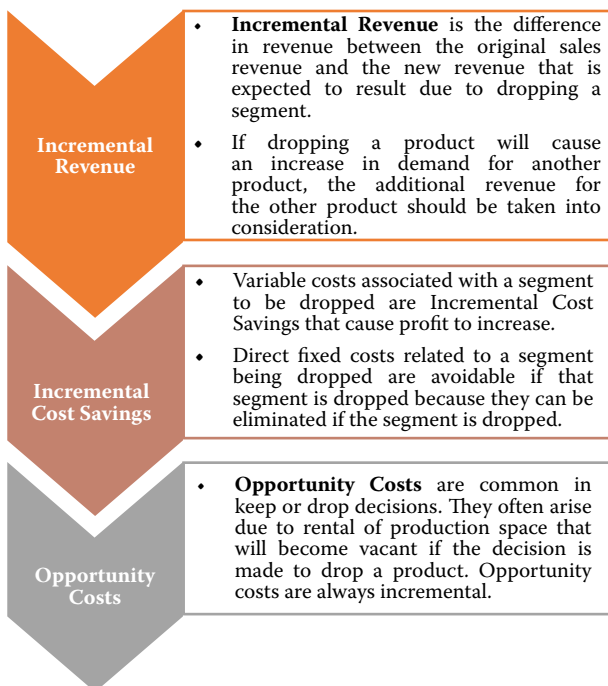 Incremental
Revenue
• Incremental Revenue is the difference
in revenue between the original sales
revenue and the new revenue that is
expected to result due to dropping a
segment.
• If dropping a product will cause
an increase in demand for another
product, the additional revenue for
the other product should be taken into
consideration.
Incremental
Cost Savings
• Variable costs associated with a segment
to be dropped are Incremental Cost
Savings that cause profit to increase.
• Direct fixed costs related to a segment
being dropped are avoidable if that
segment is dropped because they can be
eliminated if the segment is dropped.
Opportunity
Costs
• Opportunity Costs are common in
keep or drop decisions. They often arise
due to rental of production space that
will become vacant if the decision is
made to drop a product. Opportunity
costs are always incremental.